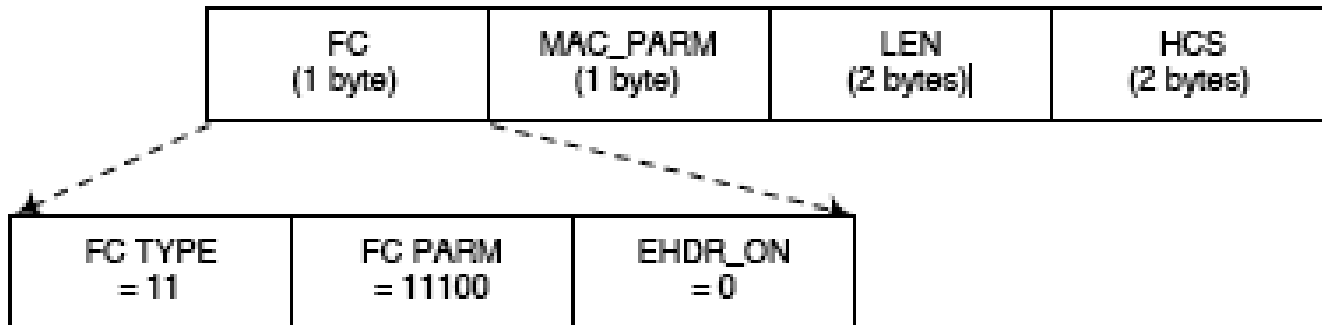 FC
(1 byte)
MAC_PARM
(1 byte)
LEN
(2 bytes)
HCS
(2 bytes)
FC TYPE
= 11
FC PARM
= 11100
EHDR_ON
= 0